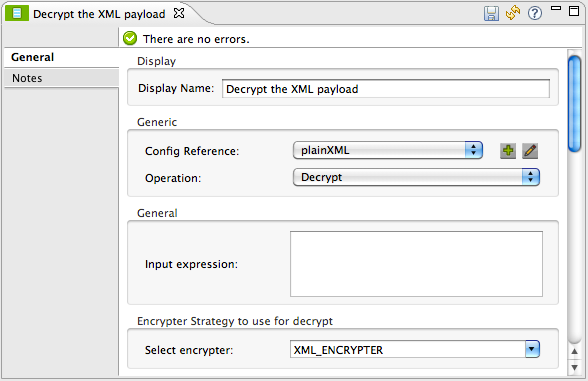 Decrypt the XML payload
There are no errors.
General
Notes
Display
Display Name: Decrypt the XML payload
Generic
Config Reference: plainXML
Operation: Decrypt
General
Input expression:
Encrypter Strategy to use for decrypt
Select encrypter: XML_ENCRYPTER